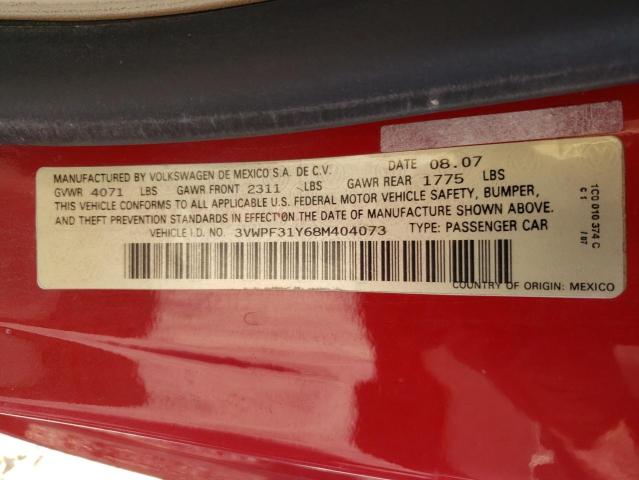 MANUFACTURED BY VOLKSWAGEN DE MEXICO S.A. DE C.V. DATE 08.07
GVWR 4071 LBS GAWR FRONT 2311 LBS GAWR REAR 1775 LBS
THIS VEHICLE CONFORMS TO ALL APPLICABLE U.S. FEDERAL MOTOR VEHICLE SAFETY, BUMPER,
AND THEFT PREVENTION STANDARDS IN EFFECT ON THE DATE OF MANUFACTURE SHOWN ABOVE.
VEHICLE I.D. NO. 3VWPF31Y68M404073 TYPE: PASSENGER CAR
COUNTRY OF ORIGIN: MEXICO
1C0 010 374 C
C 1 / 07